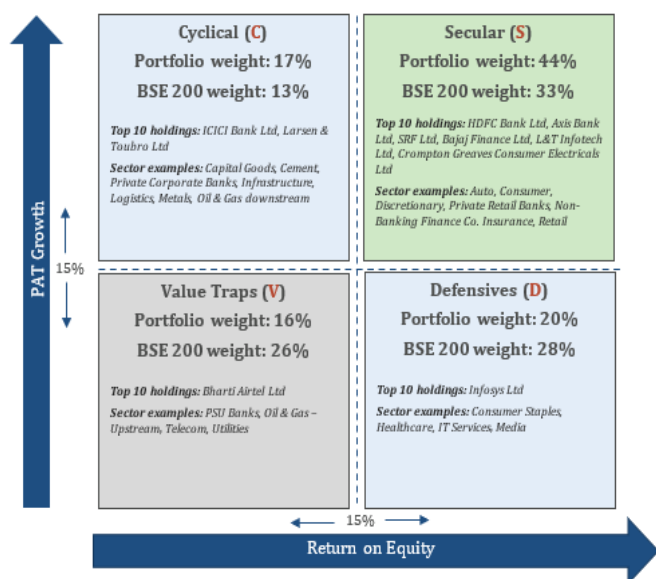 Cyclical (C)
Portfolio weight: 17%
BSE 200 weight: 13%
Top 10 holdings: ICICI Bank Ltd, Larsen &
Toubro Ltd
Sector examples: Capital Goods, Cement,
Private Corporate Banks, Infrastructure,
Logistics, Metals, Oil & Gas downstream
Secular (S)
Portfolio weight: 44%
BSE 200 weight: 33%
Top 10 holdings: HDFC Bank Ltd, Axis Bank
Ltd, SRF Ltd, Bajaj Finance Ltd, L&T Infotech
Ltd, Crompton Greaves Consumer Electricals
Ltd
Sector examples: Auto, Consumer,
Discretionary, Private Retail Banks, Non-
Banking Finance Co. Insurance, Retail
PAT Growth
15%
Value Traps (V)
Portfolio weight: 16%
BSE 200 weight: 26%
Top 10 holdings: Bharti Airtel Ltd
Sector examples: PSU Banks, Oil & Gas –
Upstream, Telecom, Utilities
Defensives (D)
Portfolio weight: 20%
BSE 200 weight: 28%
Top 10 holdings: Infosys Ltd
Sector examples: Consumer Staples,
Healthcare, IT Services, Media
15%
Return on Equity